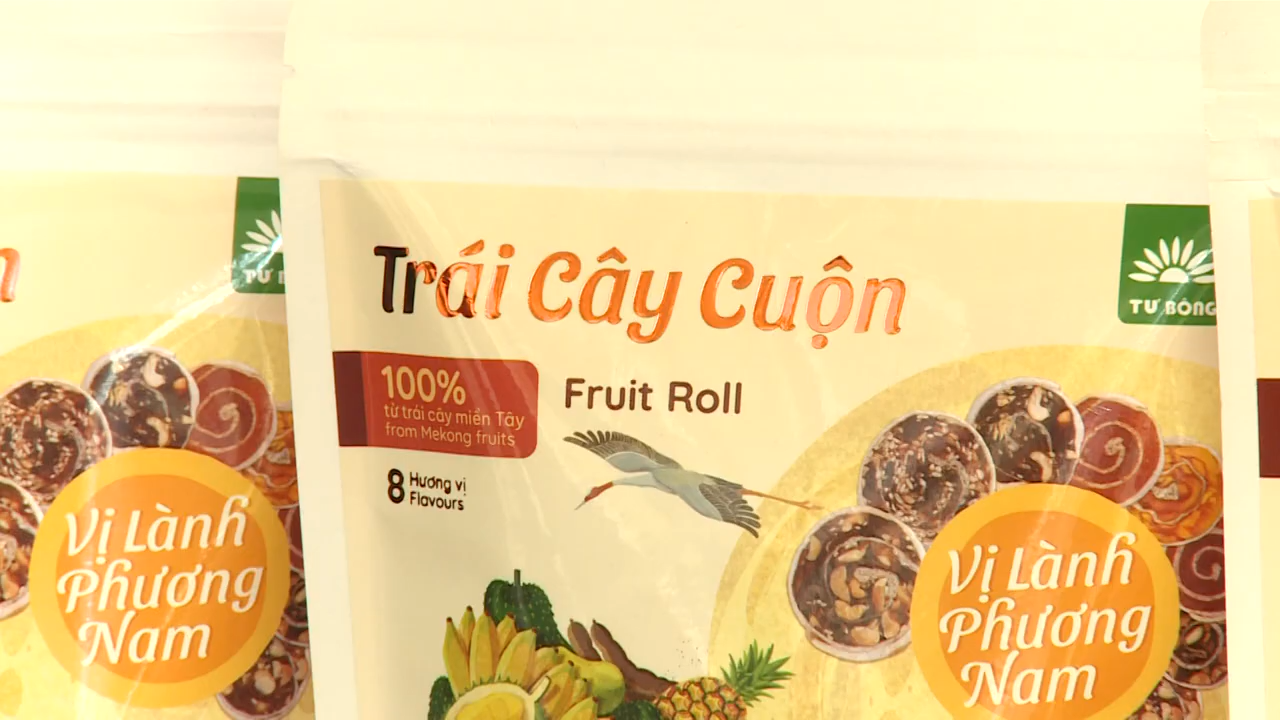 Trái Cây Cuộn
TƯ BÔNG
100%
từ trái cây miền Tây
from Mekong fruits
Fruit Roll
8 Hương vị
Flavours
Vị Lành
Phương
Nam
TƯ
Vị Lành
Phương
Nam